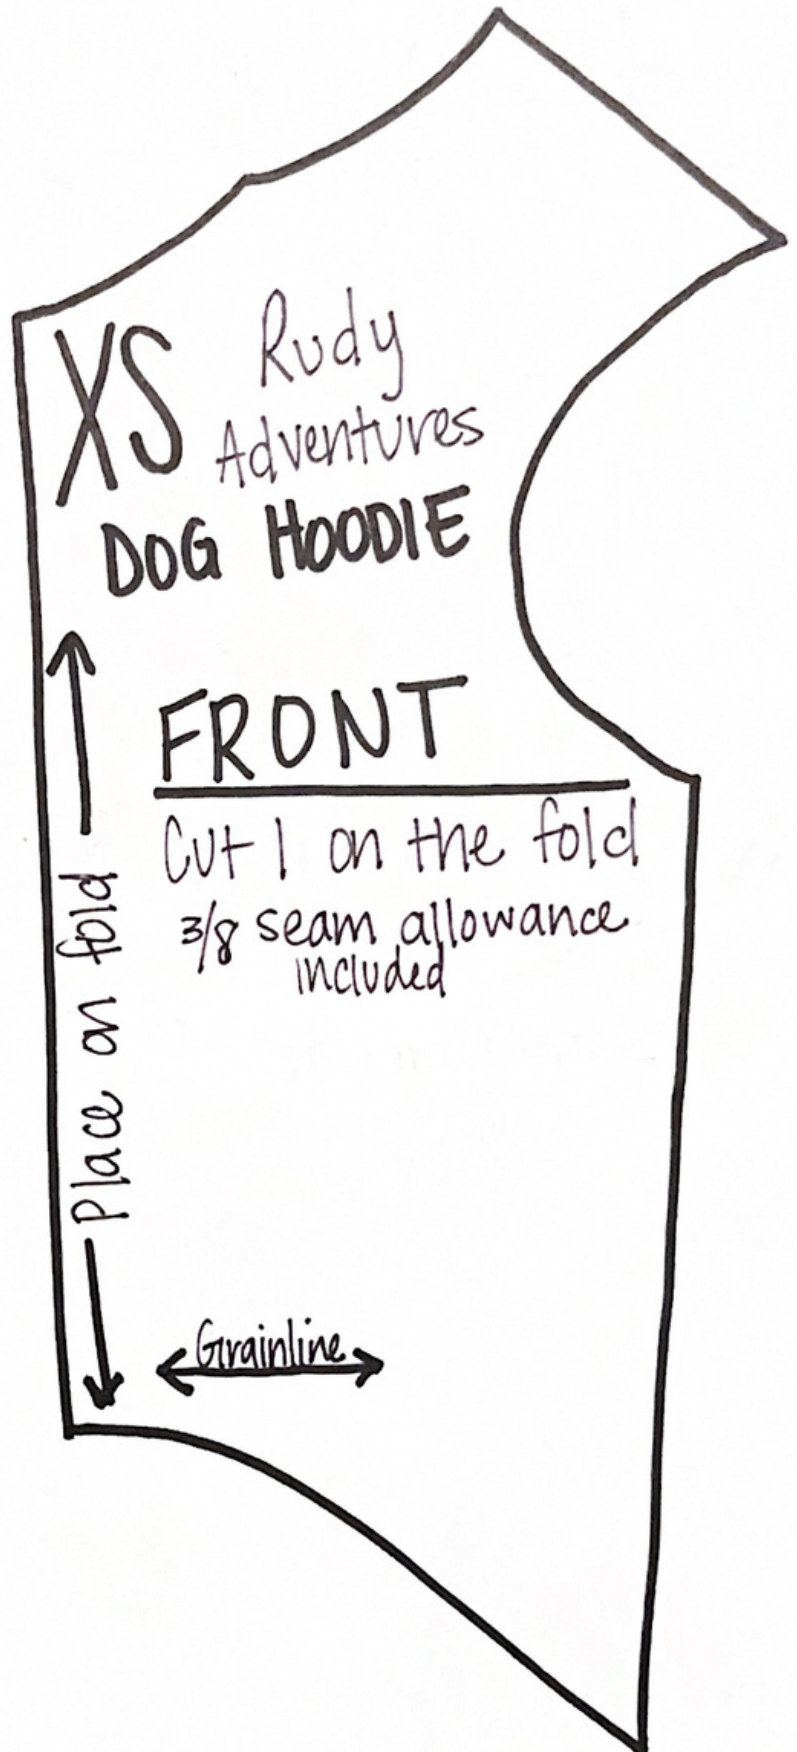 XS Rudy
Adventures
DOG HOODIE
FRONT
Cut 1 on the fold
3/8 seam allowance
included
Place on fold
Grainline